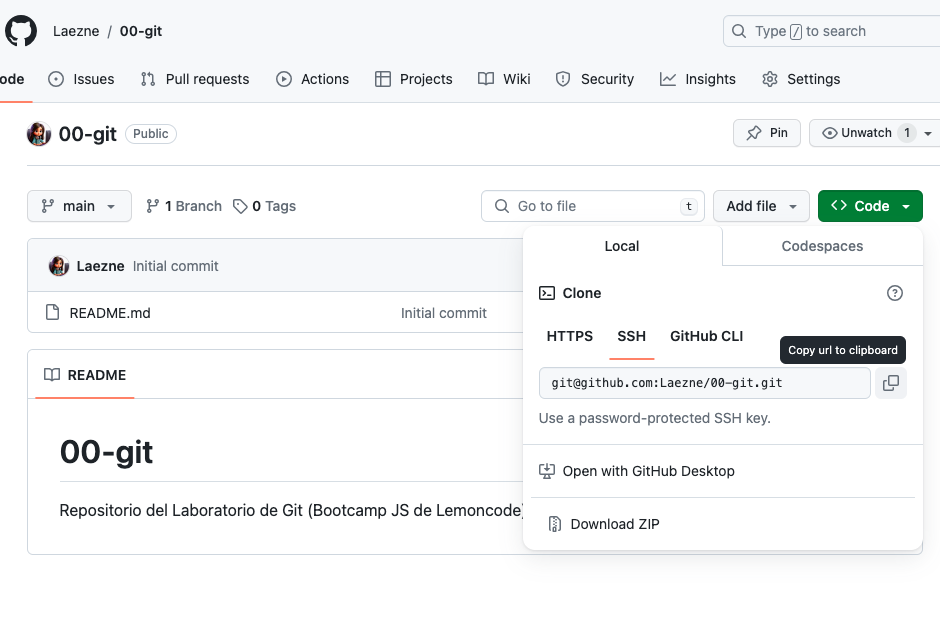 Laezne / 00-git
Type / to search
ode Issues Pull requests Actions Projects Wiki Security Insights Settings
00-git Public
Pin Unwatch 1
main 1 Branch 0 Tags Go to file t Add file Code
Local Codespaces
Laezne Initial commit
Clone
README.md Initial commit
HTTPS SSH GitHub CLI
Copy url to clipboard
README
git@github.com:Laezne/00-git.git
Use a password-protected SSH key.
00-git
Open with GitHub Desktop
Repositorio del Laboratorio de Git (Bootcamp JS de Lemoncode)
Download ZIP